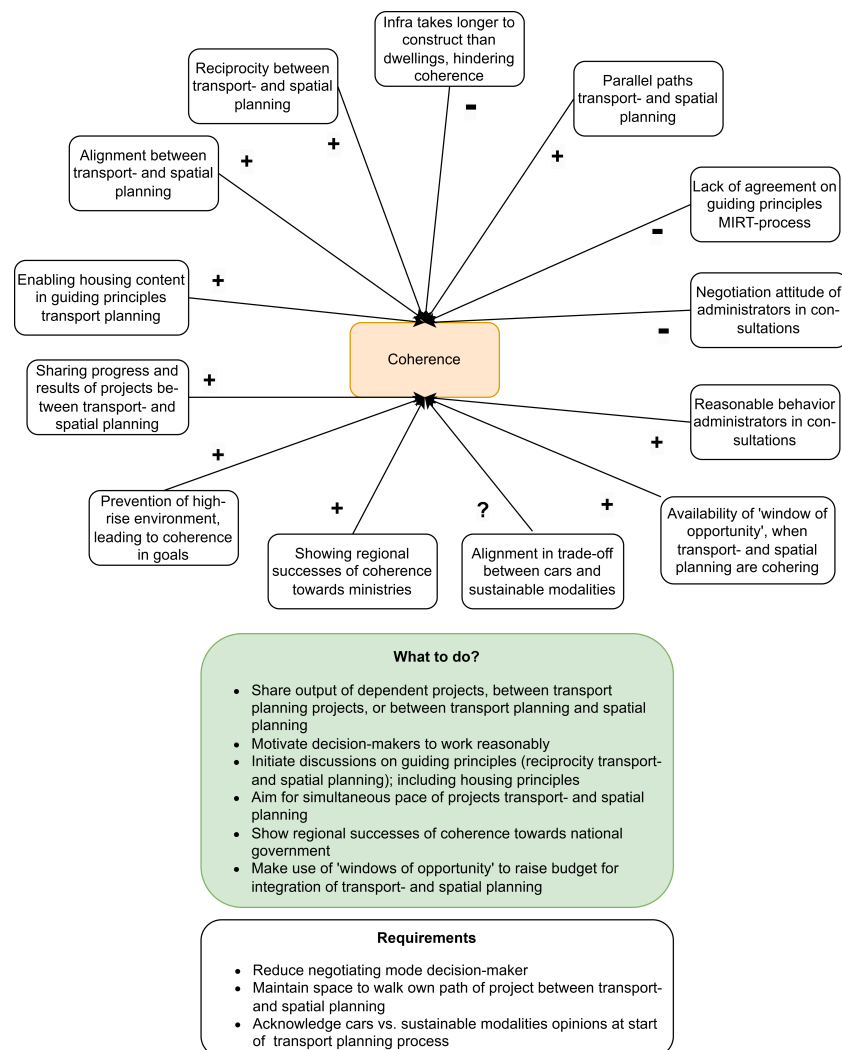 Infra takes longer to
construct than
dwellings, hindering
coherence
Reciprocity between
transport- and spatial
planning
Parallel paths
transport- and spatial
planning
-
+
+
+
Alignment between
transport- and spatial
planning
Lack of agreement on
guiding principles
MIRT-process
-
Enabling housing content
in guiding principles
transport planning
+
Negotiation attitude of
administrators in con-
sultations
-
Coherence
Sharing progress and
results of projects be-
tween transport- and
spatial planning
+
Reasonable behavior
administrators in con-
sultations
+
+
Prevention of high-
rise environment,
leading to coherence
in goals
+
?
+
Showing regional
successes of coherence
towards ministries
Alignment in trade-off
between cars and
sustainable modalities
Availability of 'window of
opportunity', when
transport- and spatial
planning are cohering
What to do?
• Share output of dependent projects, between transport
planning projects, or between transport planning and spatial
planning
• Motivate decision-makers to work reasonably
• Initiate discussions on guiding principles (reciprocity transport-
and spatial planning); including housing principles
• Aim for simultaneous pace of projects transport- and spatial
planning
• Show regional successes of coherence towards national
government
• Make use of 'windows of opportunity' to raise budget for
integration of transport- and spatial planning
Requirements
• Reduce negotiating mode decision-maker
• Maintain space to walk own path of project between transport-
and spatial planning
• Acknowledge cars vs. sustainable modalities opinions at start
of transport planning process